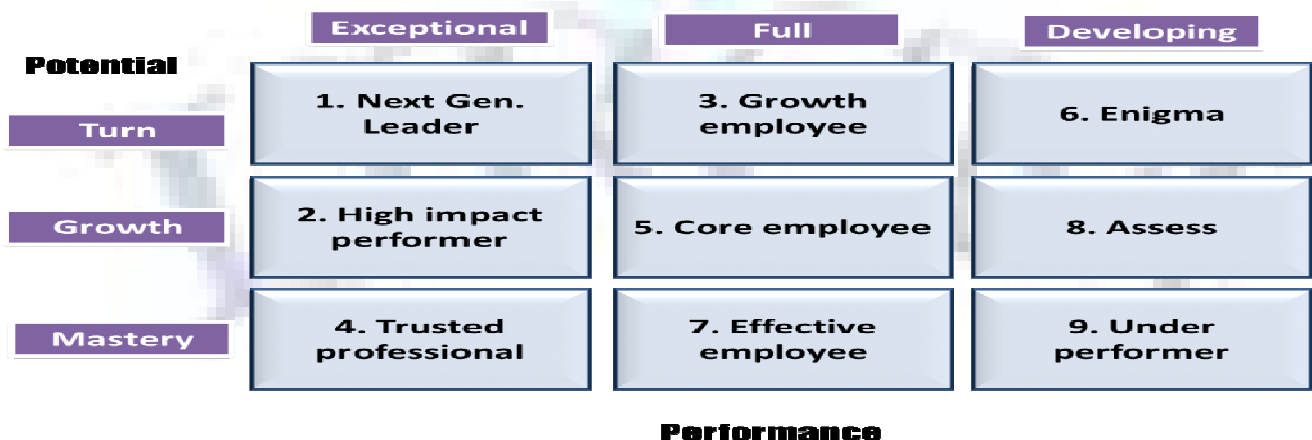 Exceptional Full Developing
Potential
Turn
1. Next Gen.
Leader
3. Growth
employee
6. Enigma
Growth
2. High impact
performer
5. Core employee
8. Assess
Mastery
4. Trusted
professional
7. Effective
employee
9. Under
performer
Performance